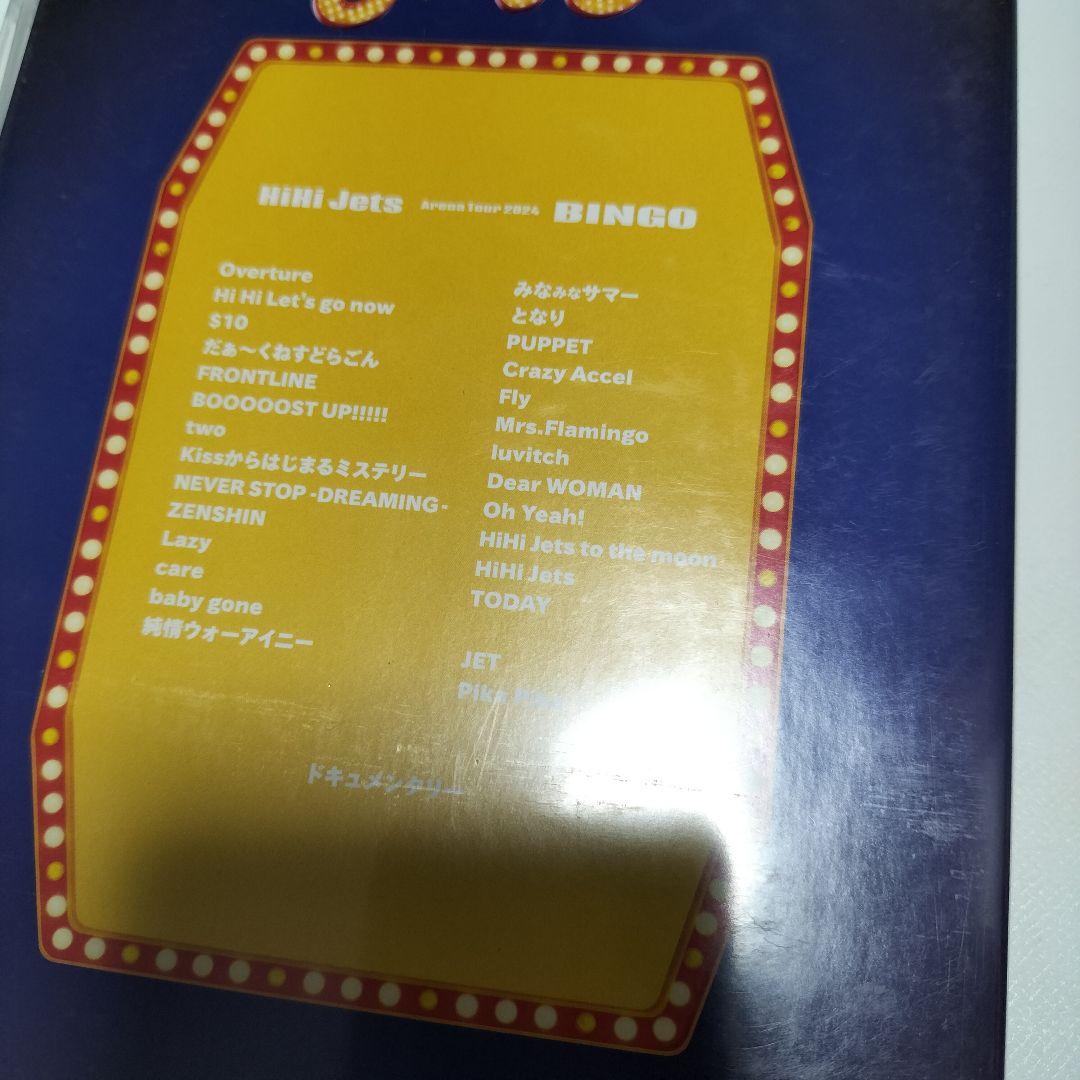 HiHi Jets Arena Tour 2024 BINGO
Overture
Hi Hi Let's go now
$10
だぁ〜くねすどらごん
FRONTLINE
BOOOOOST UP!!!!!
two
Kissからはじまるミステリー
NEVER STOP -DREAMING-
ZENSHIN
Lazy
care
baby gone
純情ウォーアイニー
みなみなサマー
となり
PUPPET
Crazy Accel
Fly
Mrs.Flamingo
luvitch
Dear WOMAN
Oh Yeah!
HiHi Jets to the moon
HiHi Jets
TODAY
JET
Pika Pika
ドキュメンタリー